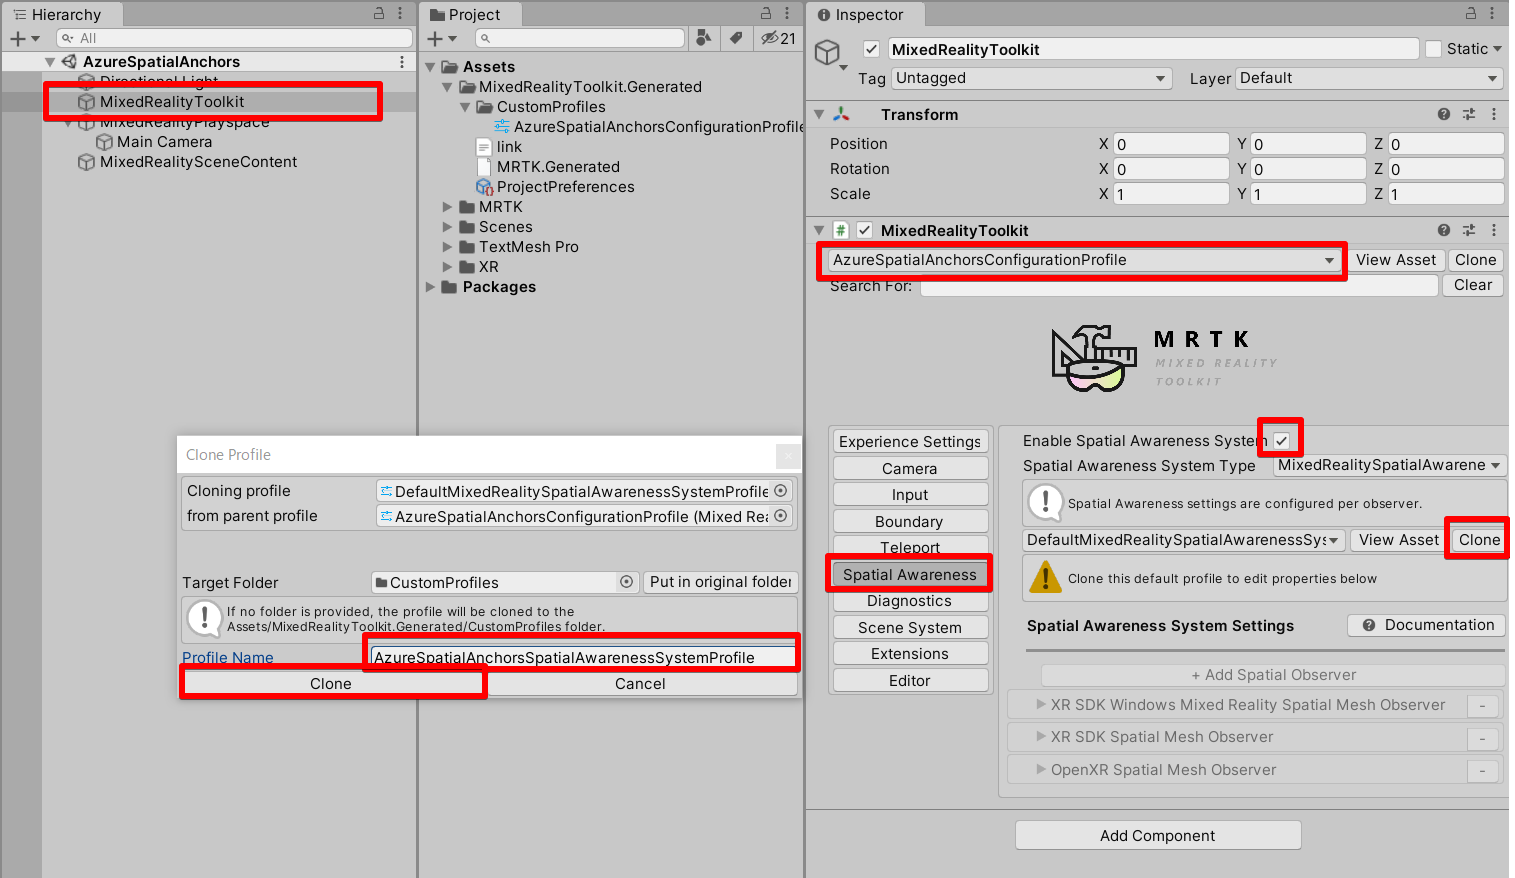 Hierarchy
All
AzureSpatialAnchors
Directional Light
MixedRealityToolkit
MixedRealityPlayspace
Main Camera
MixedRealitySceneContent
Project
21
Assets
MixedRealityToolkit.Generated
CustomProfiles
AzureSpatialAnchorsConfigurationProfile
link
MRTK.Generated
ProjectPreferences
MRTK
Scenes
TextMesh Pro
XR
Packages
Inspector
MixedRealityToolkit Static
Tag Untagged Layer Default
Transform
Position X 0 Y 0 Z 0
Rotation X 0 Y 0 Z 0
Scale X 1 Y 1 Z 1
# MixedRealityToolkit
AzureSpatialAnchorsConfigurationProfile View Asset Clone
Search For: Clear
MRTK
MIXED REALITY
TOOLKIT
Experience Settings
Camera
Input
Boundary
Teleport
Spatial Awareness
Diagnostics
Scene System
Extensions
Editor
Enable Spatial Awareness System
Spatial Awareness System Type MixedRealitySpatialAwarene
Spatial Awareness settings are configured per observer.
DefaultMixedRealitySpatialAwarenessSys View Asset Clone
Clone this default profile to edit properties below
Spatial Awareness System Settings Documentation
+ Add Spatial Observer
XR SDK Windows Mixed Reality Spatial Mesh Observer -
XR SDK Spatial Mesh Observer -
OpenXR Spatial Mesh Observer -
Add Component
Clone Profile
Cloning profile DefaultMixedRealitySpatialAwarenessSystemProfile
from parent profile AzureSpatialAnchorsConfigurationProfile (Mixed Rea
Target Folder CustomProfiles Put in original folder
If no folder is provided, the profile will be cloned to the
Assets/MixedRealityToolkit.Generated/CustomProfiles folder.
Profile Name AzureSpatialAnchorsSpatialAwarenessSystemProfile
Clone Cancel